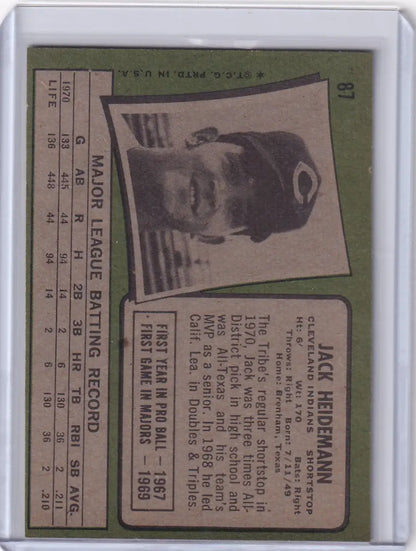 87
*©T.C.G. PRTD. IN U.S.A.
C
JACK HEIDEMANN
CLEVELAND INDIANS SHORTSTOP
Ht: 6' Wt: 170 Bats: Right
Throws: Right Born: 7/11/49
Home: Brenham, Texas
The Tribe's regular shortstop in
1970, Jack was three times All-
District pick in high school and
was All-Texas and his team's
MVP as a senior. In 1968 he led
Calif. Lea. in Doubles & Triples.
FIRST YEAR IN PRO BALL — 1967
FIRST GAME IN MAJORS — 1969
MAJOR LEAGUE BATTING RECORD
G AB R H 2B 3B HR TB RBI SB AVG.
1970 133 445 44 94 14 2 6 130 36 2 .211
LIFE 136 448 44 94 14 2 6 130 36 2 .210